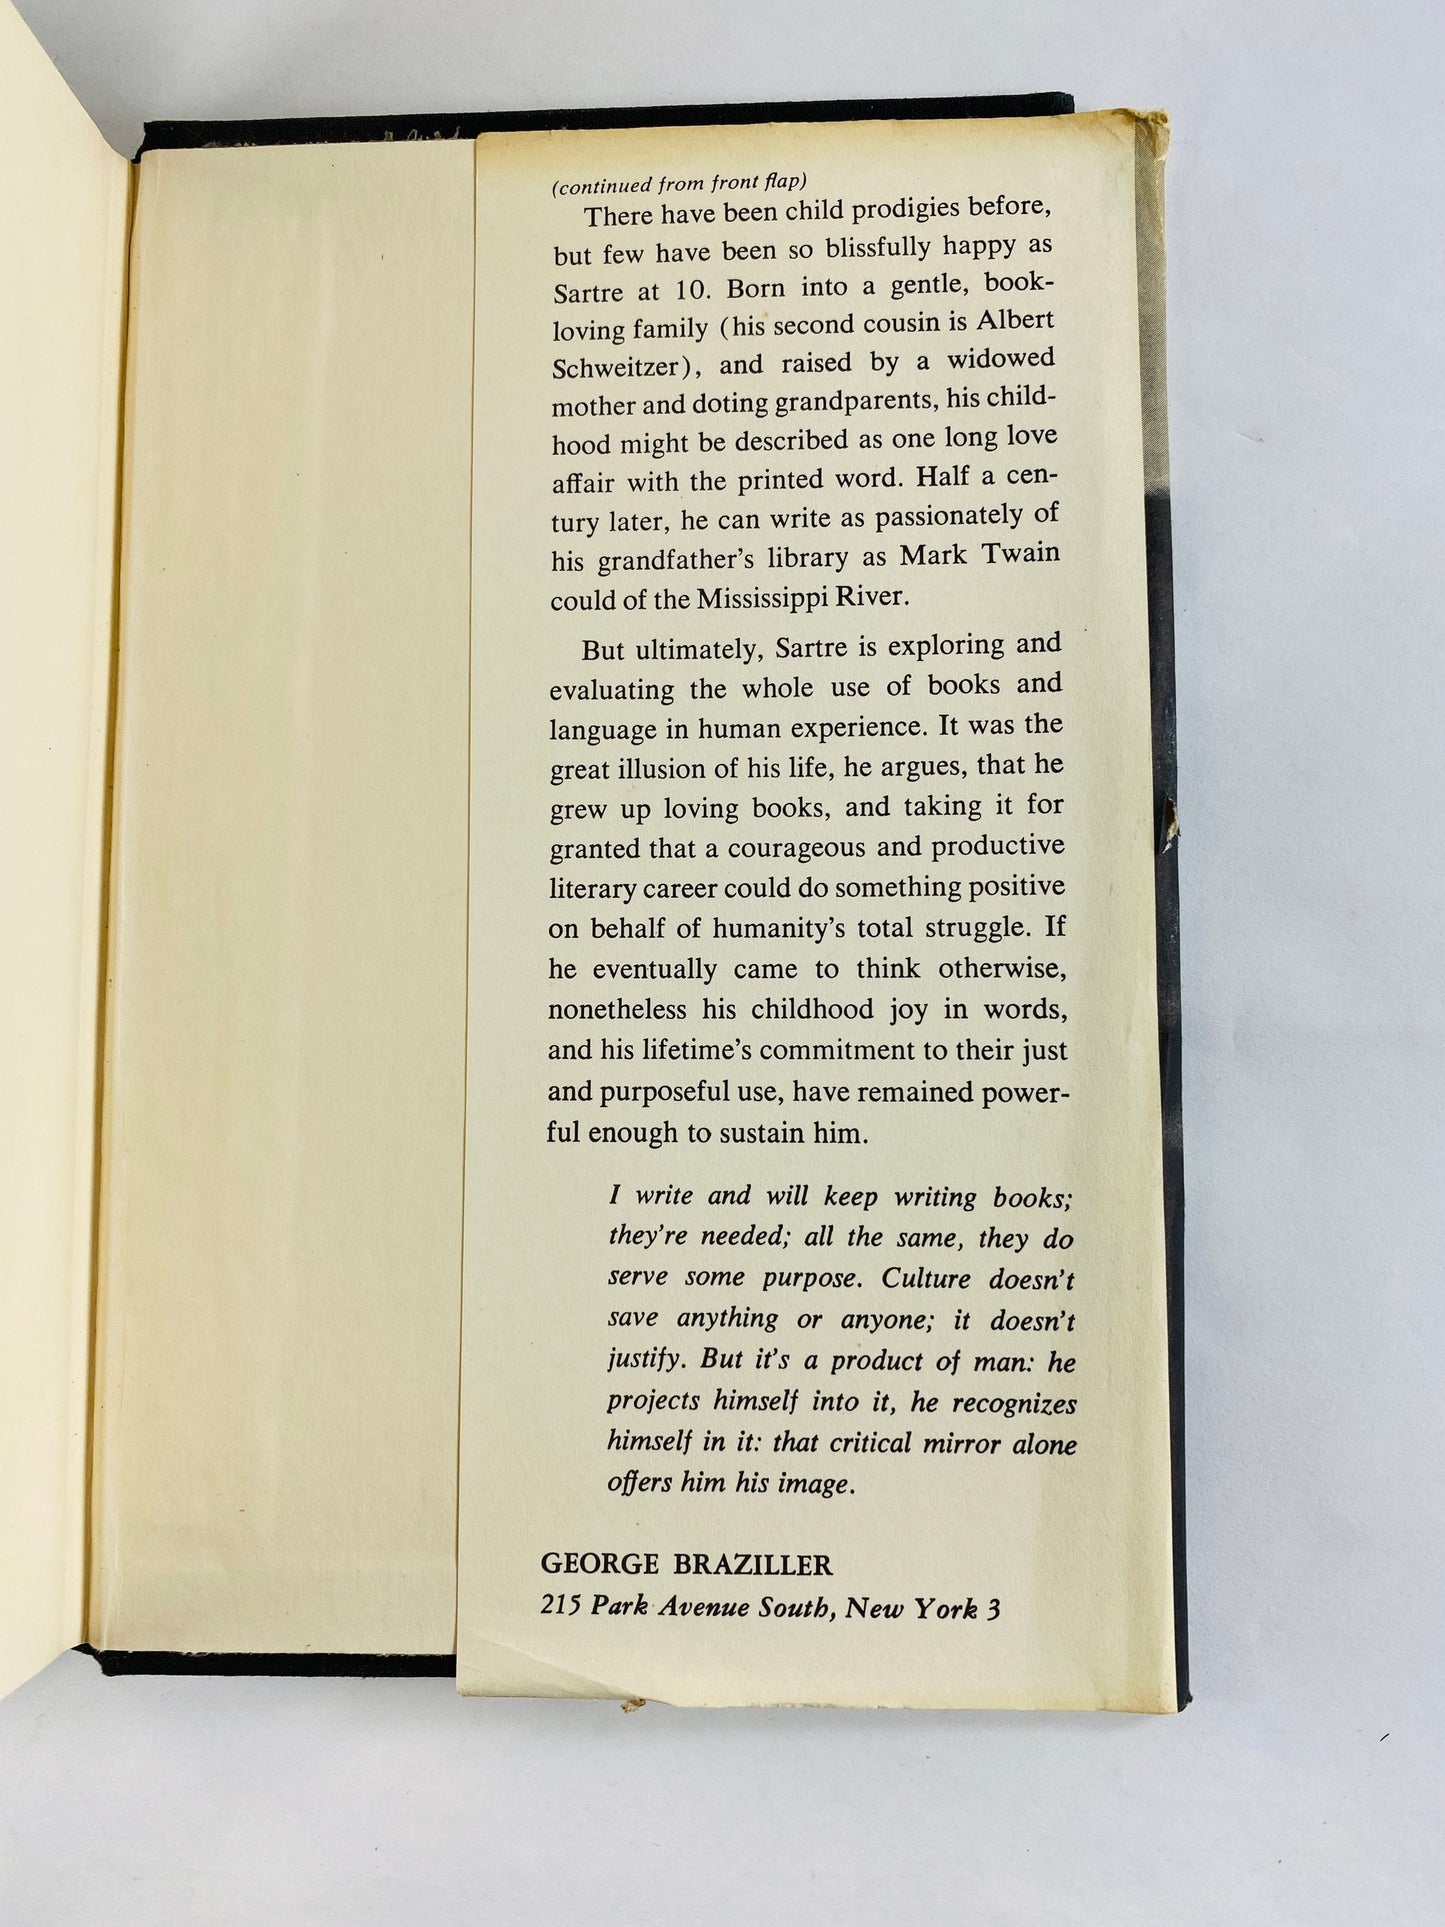 (continued from front flap)
There have been child prodigies before,
but few have been so blissfully happy as
Sartre at 10. Born into a gentle, book-
loving family (his second cousin is Albert
Schweitzer), and raised by a widowed
mother and doting grandparents, his child-
hood might be described as one long love
affair with the printed word. Half a cen-
tury later, he can write as passionately of
his grandfather's library as Mark Twain
could of the Mississippi River.
But ultimately, Sartre is exploring and
evaluating the whole use of books and
language in human experience. It was the
great illusion of his life, he argues, that he
grew up loving books, and taking it for
granted that a courageous and productive
literary career could do something positive
on behalf of humanity's total struggle. If
he eventually came to think otherwise,
nonetheless his childhood joy in words,
and his lifetime's commitment to their just
and purposeful use, have remained power-
ful enough to sustain him.
I write and will keep writing books;
they're needed; all the same, they do
serve some purpose. Culture doesn't
save anything or anyone; it doesn't
justify. But it's a product of man: he
projects himself into it, he recognizes
himself in it: that critical mirror alone
offers him his image.
GEORGE BRAZILLER
215 Park Avenue South, New York 3